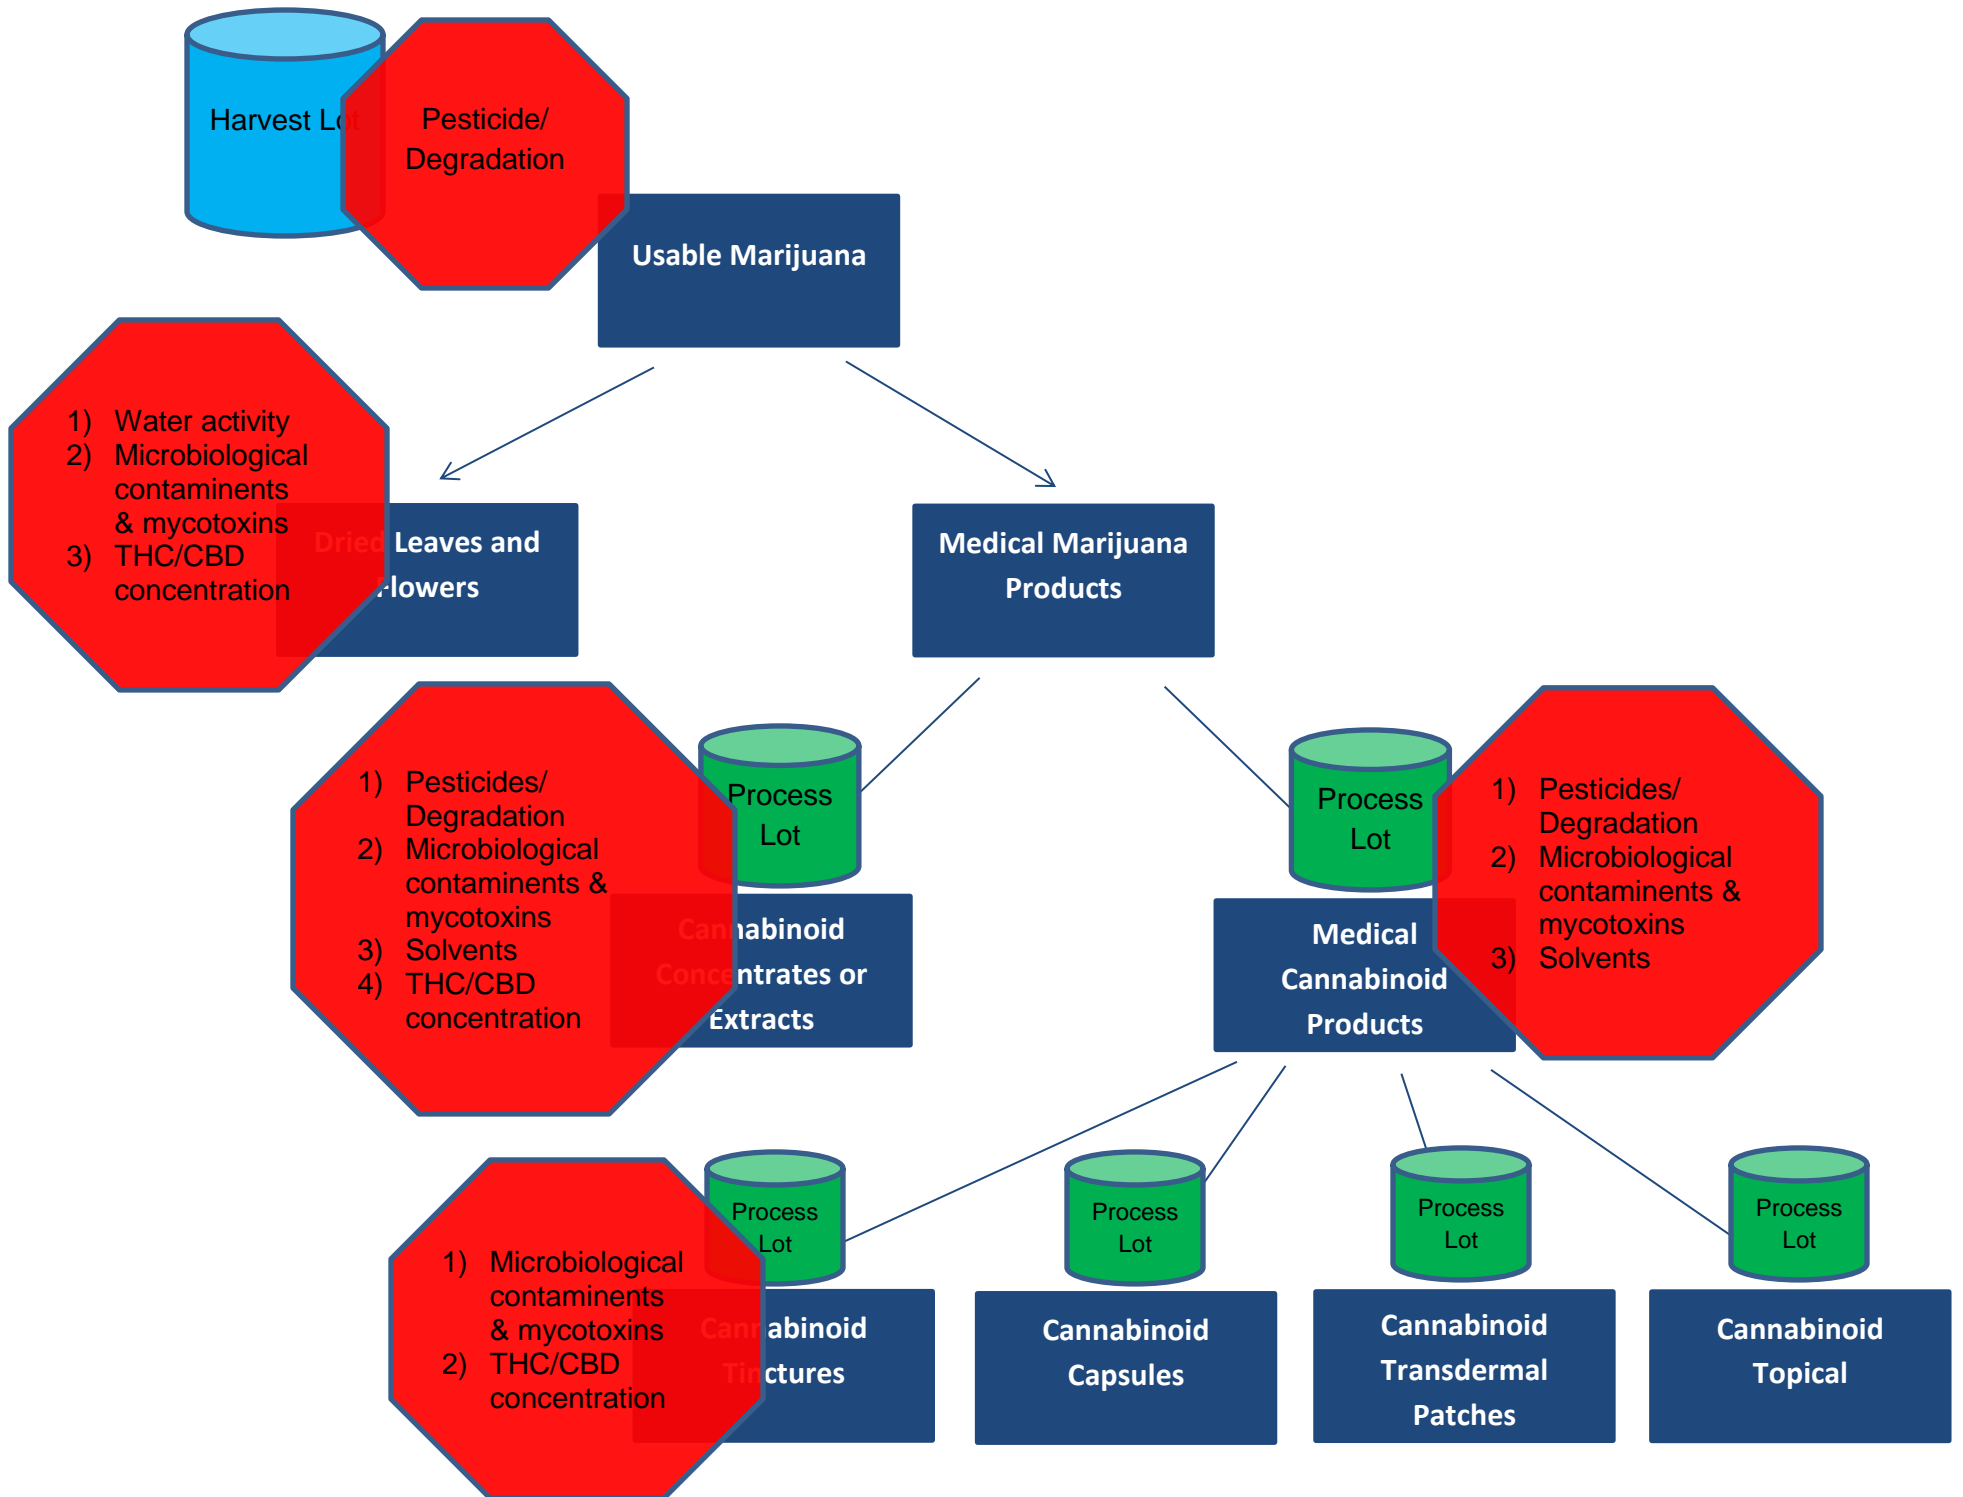 Harvest Lot
Pesticide/
Degradation
Usable Marijuana
1) Water activity
2) Microbiological
contaminents
& mycotoxins
3) THC/CBD
concentration
Dried Leaves and
Flowers
Medical Marijuana
Products
1) Pesticides/
Degradation
2) Microbiological
contaminents &
mycotoxins
3) Solvents
4) THC/CBD
concentration
Process
Lot
Cannabinoid
Concentrates or
Extracts
Process
Lot
Medical
Cannabinoid
Products
1) Pesticides/
Degradation
2) Microbiological
contaminents &
mycotoxins
3) Solvents
1) Microbiological
contaminents
& mycotoxins
2) THC/CBD
concentration
Process
Lot
Cannabinoid
Tinctures
Process
Lot
Cannabinoid
Capsules
Process
Lot
Cannabinoid
Transdermal
Patches
Process
Lot
Cannabinoid
Topical